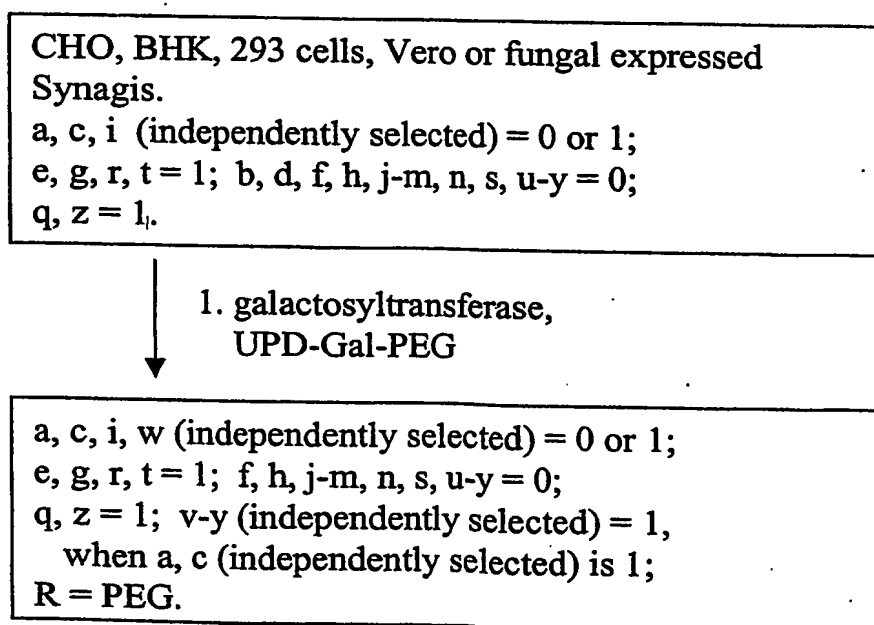 CHO, BHK, 293 cells, Vero or fungal expressed
Synagis.
a, c, i (independently selected) = 0 or 1;
e, g, r, t = 1; b, d, f, h, j-m, n, s, u-y = 0;
q, z = 1.
1. galactosyltransferase,
UPD-Gal-PEG
a, c, i, w (independently selected) = 0 or 1;
e, g, r, t = 1; f, h, j-m, n, s, u-y = 0;
q, z = 1; v-y (independently selected) = 1,
when a, c (independently selected) is 1;
R = PEG.